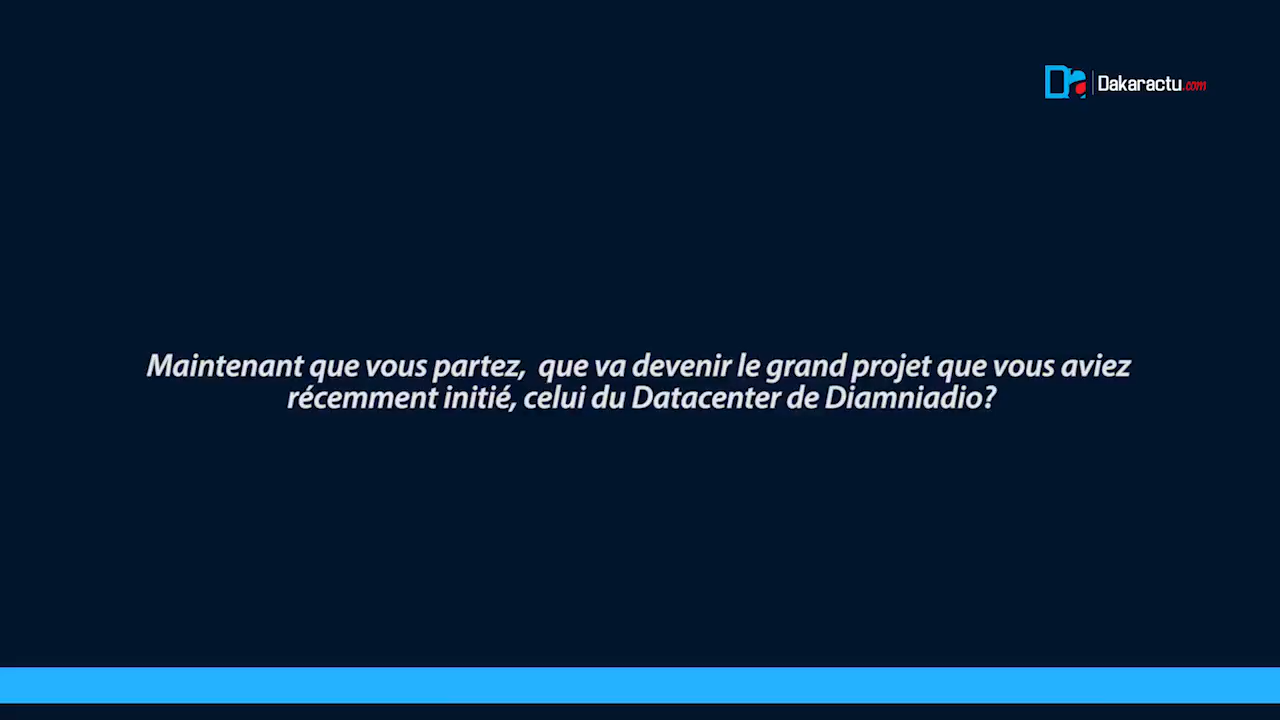 Da Dakaractu.com
Maintenant que vous partez, que va devenir le grand projet que vous aviez
récemment initié, celui du Datacenter de Diamniadio?